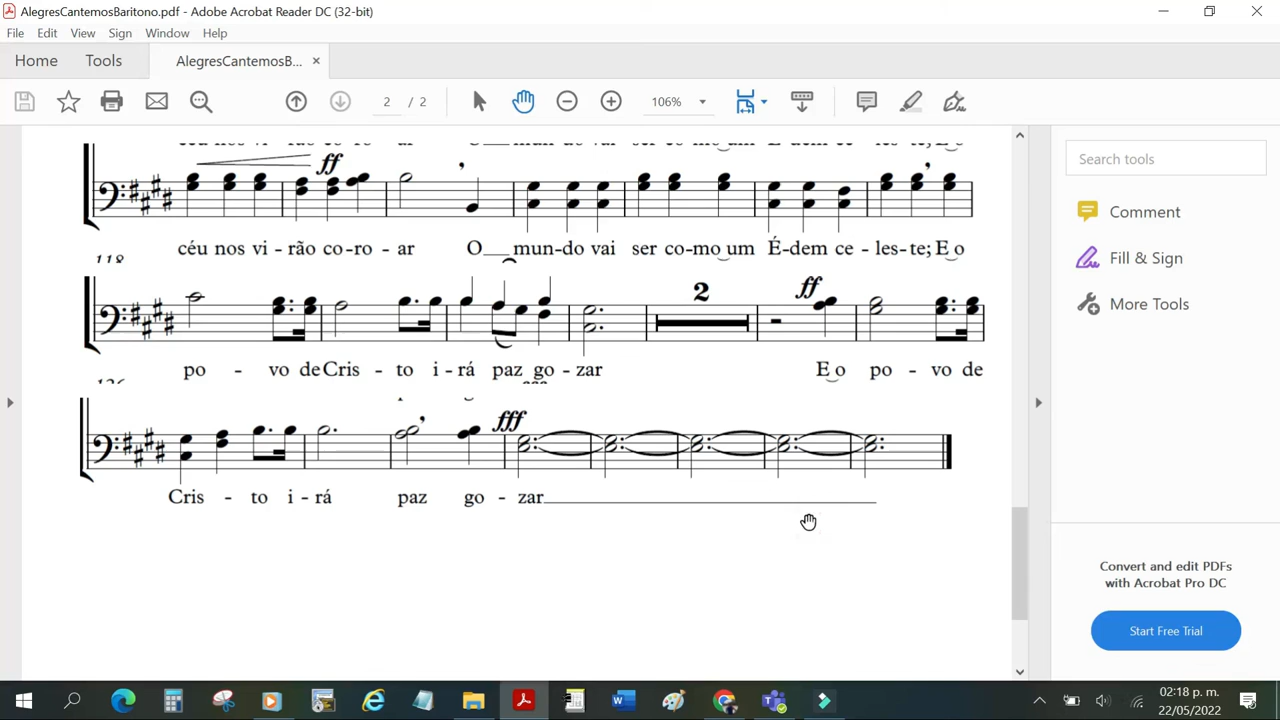 AlegresCantemosBaritono.pdf - Adobe Acrobat Reader DC (32-bit)
File Edit View Sign Window Help
Home Tools AlegresCantemosB... ×
2 / 2 106%
Search tools
Comment
Fill & Sign
More Tools
Convert and edit PDFs
with Acrobat Pro DC
Start Free Trial
ff
céu nos vi - rão co - ro - ar O mun - do vai ser co - mo um É - dem ce - les - te; E o
118
2 ff
po - vo de Cris - to i - rá paz go - zar E o po - vo de
126
fff
Cris - to i - rá paz go - zar
02:18 p. m.
22/05/2022